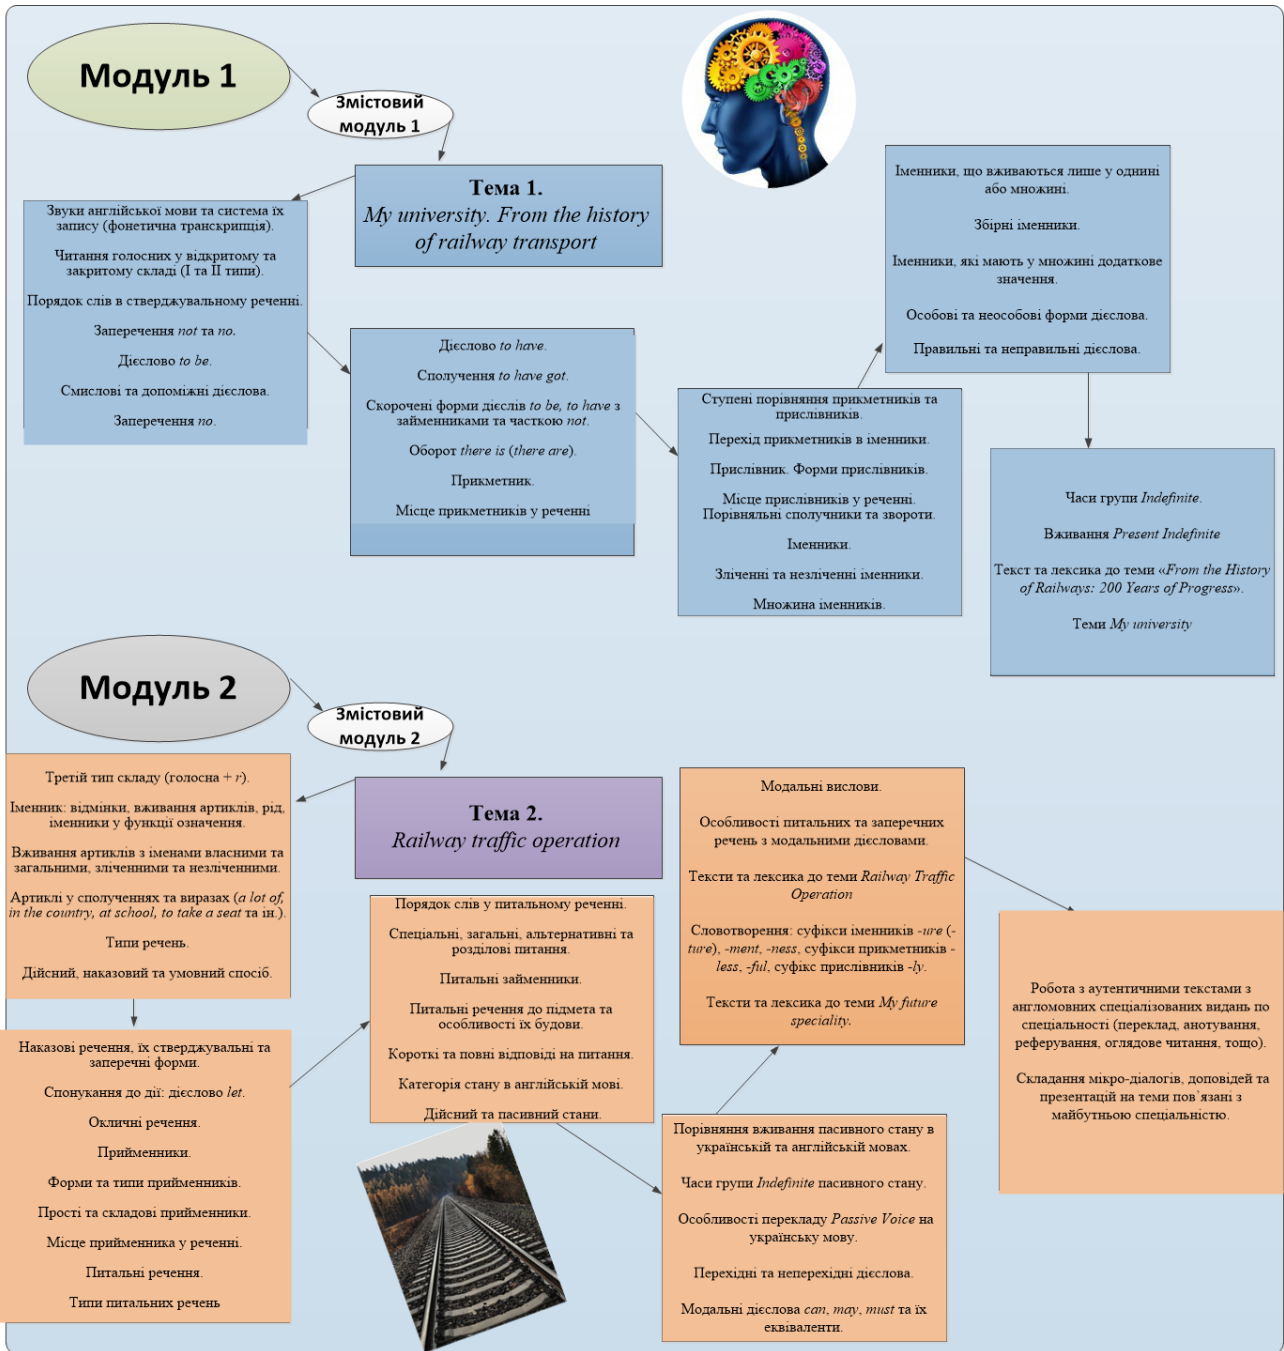 Модуль 1
Змістовий
модуль 1
Тема 1.
My university. From the history
of railway transport
Звуки англійської мови та система їх
запису (фонетична транскрипція).
Читання голосних у відкритому та
закритому складі (I та II типи).
Порядок слів в стверджувальному реченні.
Заперечення not та no.
Дієслово to be.
Смислові та допоміжні дієслова.
Заперечення no.
Дієслово to have.
Сполучення to have got.
Скорочені форми дієслів to be, to have з
займенниками та часткою not.
Оборот there is (there are).
Прикметник.
Місце прикметників у реченні
Ступені порівняння прикметників та
прислівників.
Перехід прикметників в іменники.
Прислівник. Форми прислівників.
Місце прислівників у реченні.
Порівняльні сполучники та звороти.
Іменники.
Зліченні та незліченні іменники.
Множина іменників.
Іменники, що вживаються лише у однині
або множині.
Збірні іменники.
Іменники, які мають у множині додаткове
значення.
Особові та неособові форми дієслова.
Правильні та неправильні дієслова.
Часи групи Indefinite.
Вживання Present Indefinite
Текст та лексика до теми «From the History
of Railways: 200 Years of Progress».
Теми My university
Модуль 2
Змістовий
модуль 2
Тема 2.
Railway traffic operation
Третій тип складу (голосна + r).
Іменник: відмінки, вживання артиклів, рід,
іменники у функції означення.
Вживання артиклів з іменами власними та
загальними, зліченними та незліченними.
Артиклі у сполученнях та виразах (a lot of,
in the country, at school, to take a seat та ін.).
Типи речень.
Дійсний, наказовий та умовний спосіб.
Наказові речення, їх стверджувальні та
заперечні форми.
Спонукання до дії: дієслово let.
Окличні речення.
Прийменники.
Форми та типи прийменників.
Прості та складові прийменники.
Місце прийменника у реченні.
Питальні речення.
Типи питальних речень
Порядок слів у питальному реченні.
Спеціальні, загальні, альтернативні та
розділові питання.
Питальні займенники.
Питальні речення до підмета та
особливості їх будови.
Короткі та повні відповіді на питання.
Категорія стану в англійській мові.
Дійсний та пасивний стани.
Порівняння вживання пасивного стану в
українській та англійській мовах.
Часи групи Indefinite пасивного стану.
Особливості перекладу Passive Voice на
українську мову.
Перехідні та неперехідні дієслова.
Модальні дієслова can, may, must та їх
еквіваленти.
Модальні вислови.
Особливості питальних та заперечних
речень з модальними дієсловами.
Тексти та лексика до теми Railway Traffic
Operation
Словотворення: суфікси іменників -ure (-
ture), -ment, -ness, суфікси прикметників -
less, -ful, суфікс прислівників -ly.
Тексти та лексика до теми My future
speciality.
Робота з аутентичними текстами з
англомовних спеціалізованих видань по
спеціальності (переклад, анотування,
реферування, оглядове читання, тощо).
Складання мікро-діалогів, доповідей та
презентацій на теми пов`язані з
майбутньою спеціальністю.